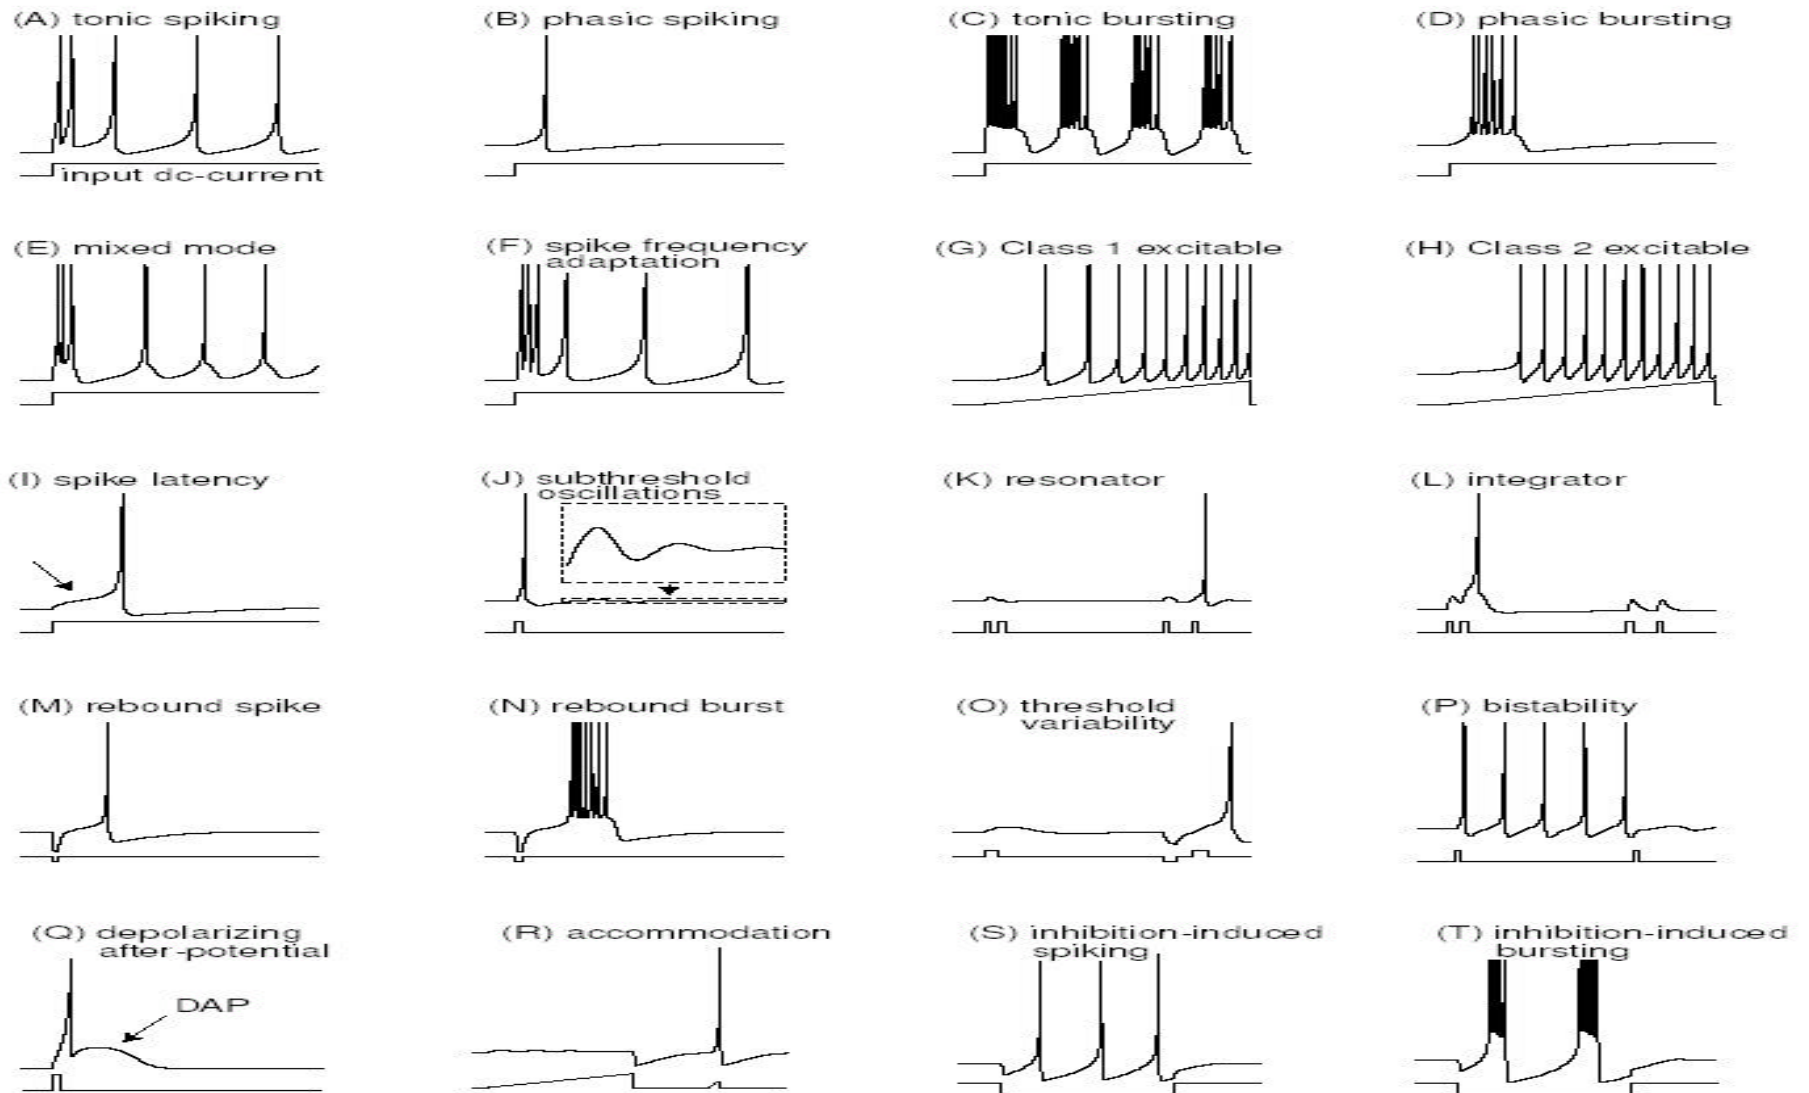 (A) tonic spiking
(B) phasic spiking
(C) tonic bursting
(D) phasic bursting
input dc-current
(E) mixed mode
(F) spike frequency
adaptation
(G) Class 1 excitable
(H) Class 2 excitable
(I) spike latency
(J) subthreshold
oscillations
(K) resonator
(L) integrator
(M) rebound spike
(N) rebound burst
(O) threshold
variability
(P) bistability
(Q) depolarizing
after-potential
DAP
(R) accommodation
(S) inhibition-induced
spiking
(T) inhibition-induced
bursting